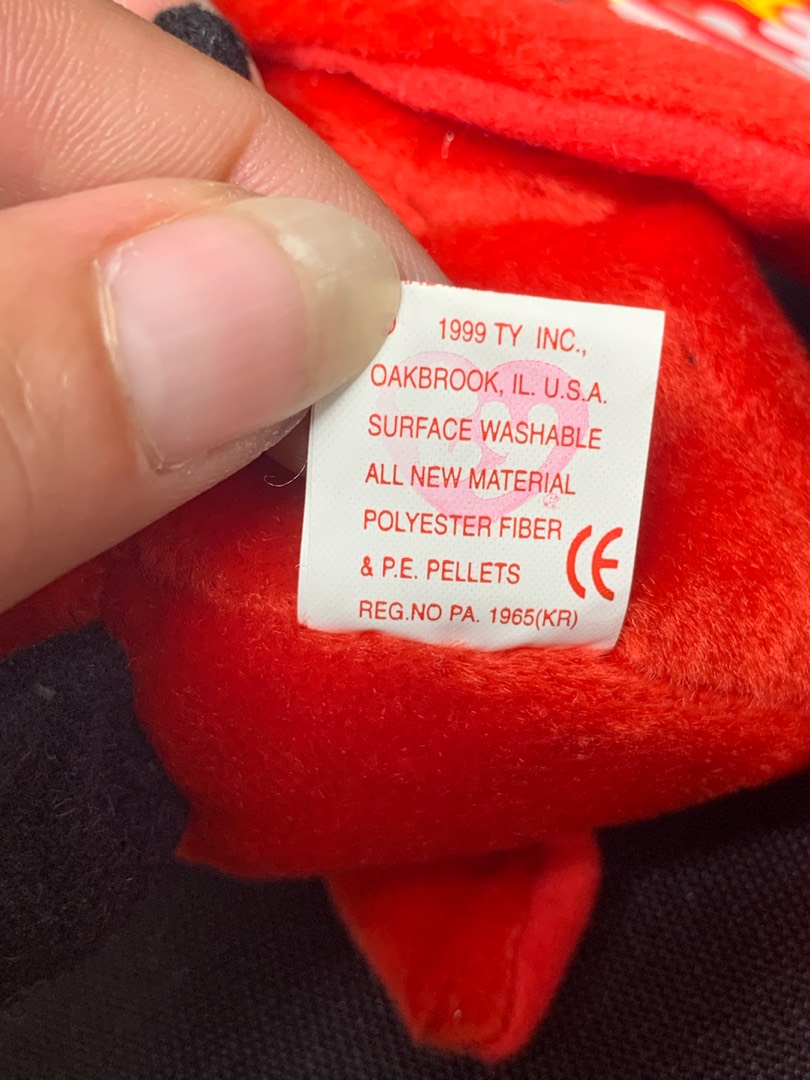 1999 TY INC.,
OAKBROOK, IL. U.S.A.
SURFACE WASHABLE
ALL NEW MATERIAL
POLYESTER FIBER
& P.E. PELLETS
CE
REG.NO PA. 1965(KR)